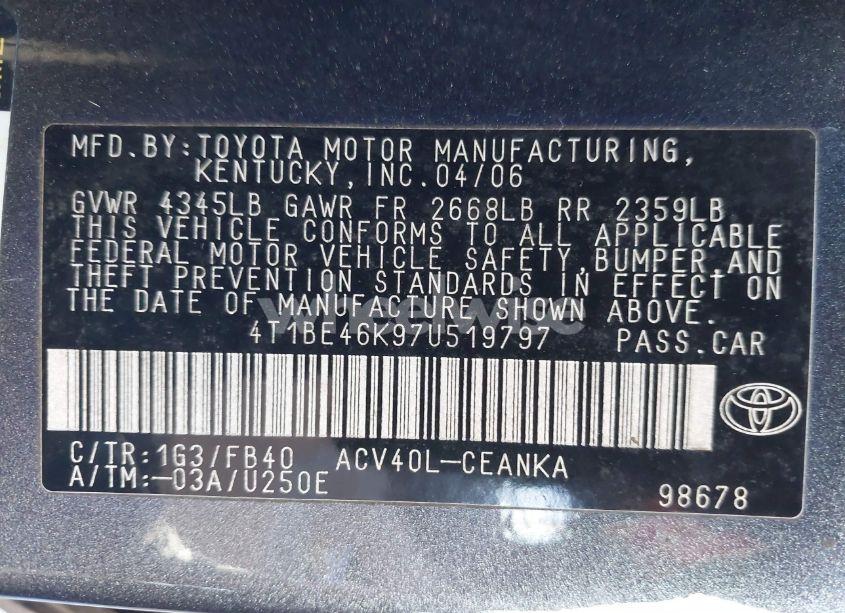 MFD.BY:TOYOTA MOTOR MANUFACTURING,
KENTUCKY,INC.04/06
GVWR 4345LB GAWR FR 2668LB RR 2359LB
THIS VEHICLE CONFORMS TO ALL APPLICABLE
FEDERAL MOTOR VEHICLE SAFETY,BUMPER,AND
THEFT PREVENTION STANDARDS IN EFFECT ON
THE DATE OF MANUFACTURE SHOWN ABOVE.
4T1BE46K97U519797 PASS.CAR
C/TR:1G3/FB40 ACV40L-CEANKA
A/TM:-03A/U250E
98678